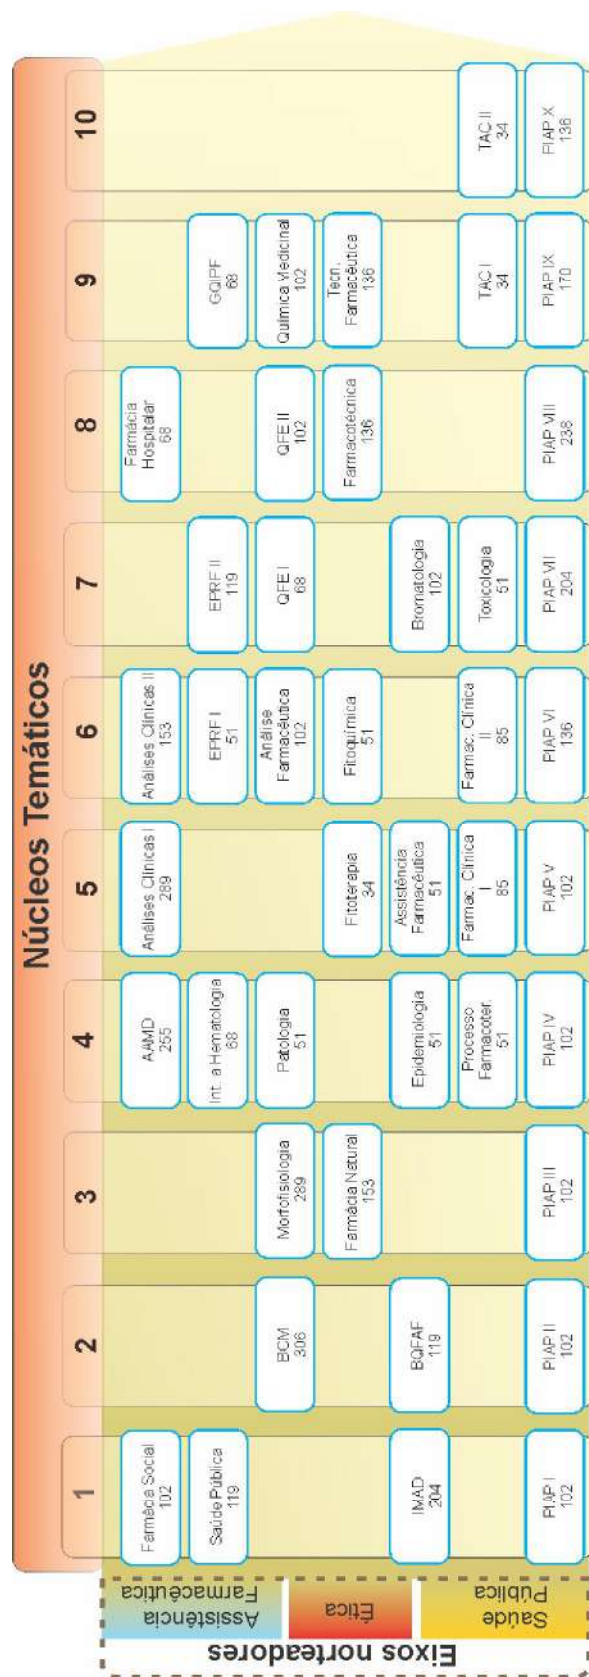 Núcleos Temáticos
1
2
3
4
5
6
7
8
9
10
Farmácia Social
102
Saúde Pública
119
IMAD
204
PIAP I
102
BCM
306
BQFAF
119
PIAP II
102
Morfofisiologia
289
Farmácia Natural
153
PIAP III
102
AAMD
255
Int. a Hematologia
68
Patologia
51
Epidemiologia
51
Processo
Farmacoter.
51
PIAP IV
102
Análises Clínicas I
289
Fitoterapia
34
Assistência
Farmacêutica
51
Farmac. Clínica
I
85
PIAP V
102
Análises Clínicas II
153
EPRF I
51
Análise
Farmacêutica
102
Fitoquímica
51
Farmac. Clínica
II
85
PIAP VI
136
EPRF II
119
QFE I
68
Bromatologia
102
Toxicologia
51
PIAP VII
204
Farmácia
Hospitalar
68
QFE II
102
Farmacotécnica
136
PIAP VIII
238
GQIPF
68
Química Medicinal
102
Tecn.
Farmacêutica
136
TAC I
34
PIAP IX
170
TAC II
34
PIAP X
136
Eixos norteadores
Assistência
Farmacêutica
Ética
Saúde
Pública